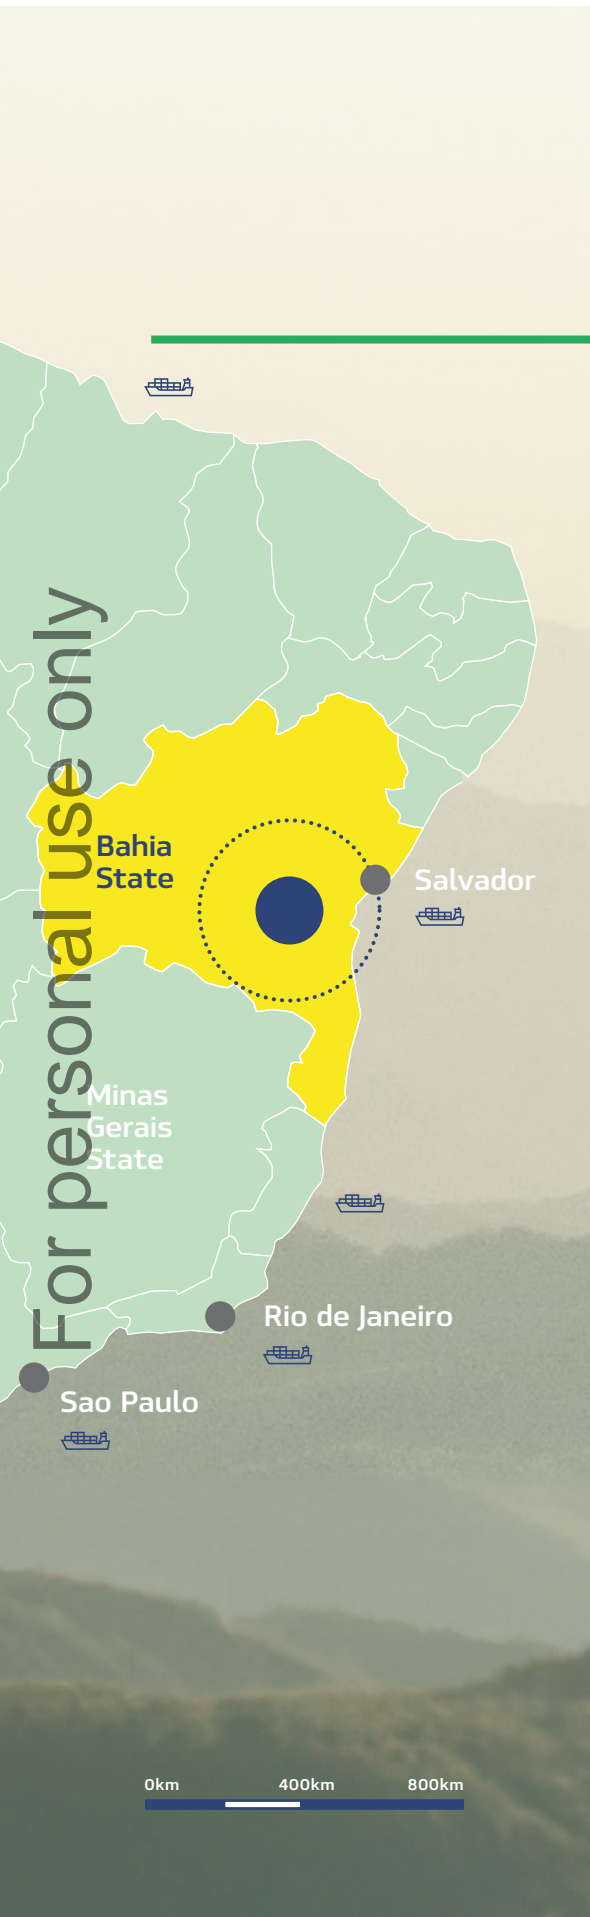 For personal use only
Bahia
State
Salvador
Minas
Gerais
State
Rio de Janeiro
Sao Paulo
0km 400km 800km